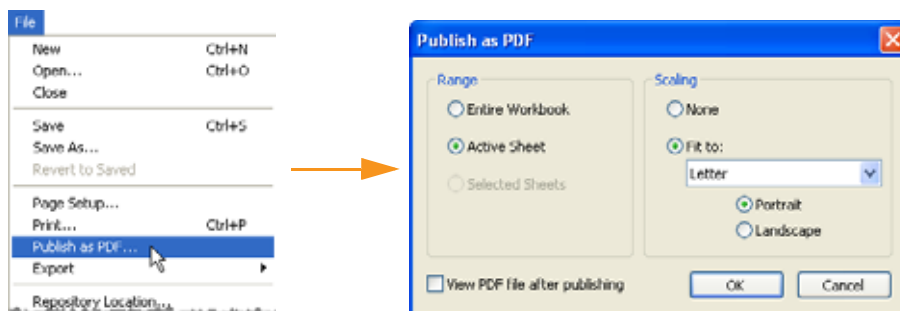 File
New Ctrl+N
Open... Ctrl+O
Close
Save Ctrl+S
Save As...
Revert to Saved
Page Setup...
Print... Ctrl+P
Publish as PDF...
Export
Repository Location...
Publish as PDF
Range
Entire Workbook
Active Sheet
Selected Sheets
Scaling
None
Fit to:
Letter
Portrait
Landscape
View PDF file after publishing
OK Cancel